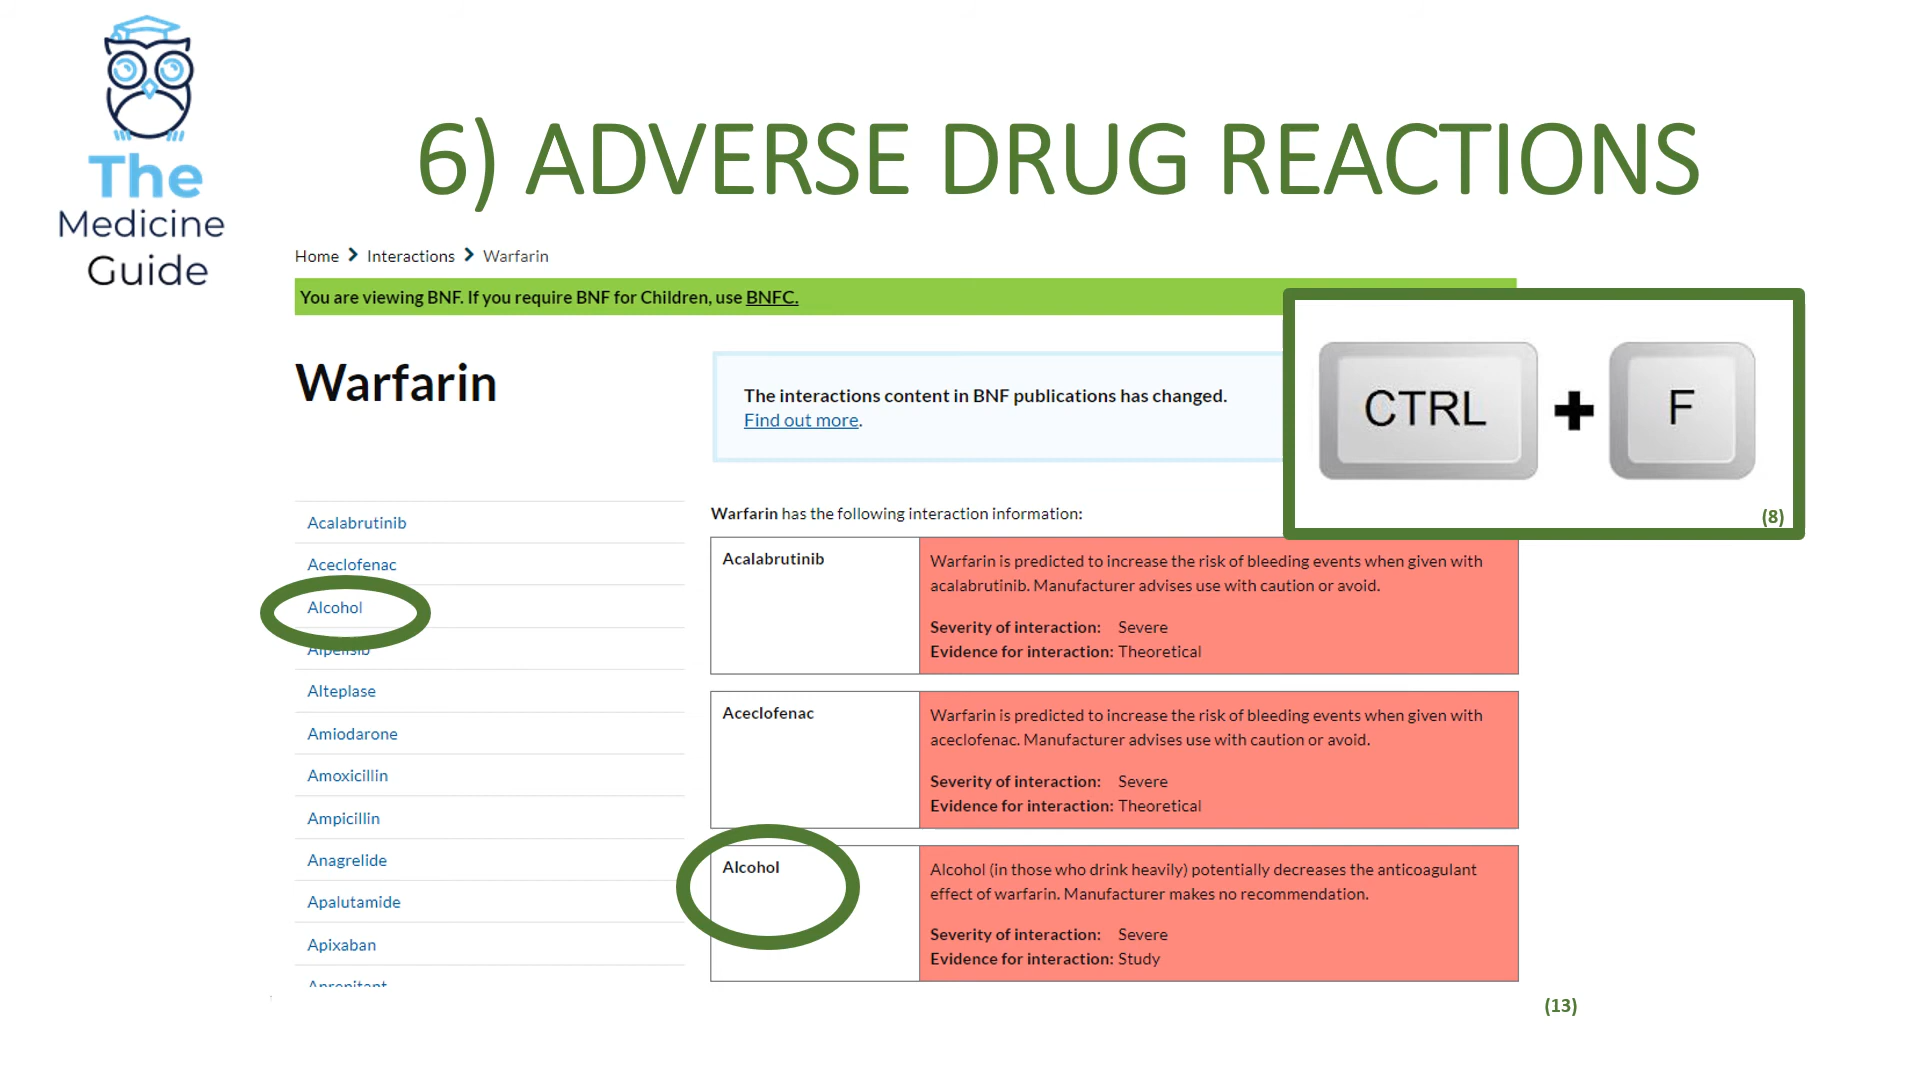 The
Medicine
Guide
6) ADVERSE DRUG REACTIONS
Home > Interactions > Warfarin
You are viewing BNF. If you require BNF for Children, use BNFC.
Warfarin
The interactions content in BNF publications has changed.
Find out more.
CTRL + F
(8)
Acalabrutinib
Aceclofenac
Alcohol
Alpelisib
Alteplase
Amiodarone
Amoxicillin
Ampicillin
Anagrelide
Apalutamide
Apixaban
Aprepitant
Warfarin has the following interaction information:
Acalabrutinib
Warfarin is predicted to increase the risk of bleeding events when given with
acalabrutinib. Manufacturer advises use with caution or avoid.
Severity of interaction: Severe
Evidence for interaction: Theoretical
Aceclofenac
Warfarin is predicted to increase the risk of bleeding events when given with
aceclofenac. Manufacturer advises use with caution or avoid.
Severity of interaction: Severe
Evidence for interaction: Theoretical
Alcohol
Alcohol (in those who drink heavily) potentially decreases the anticoagulant
effect of warfarin. Manufacturer makes no recommendation.
Severity of interaction: Severe
Evidence for interaction: Study
(13)